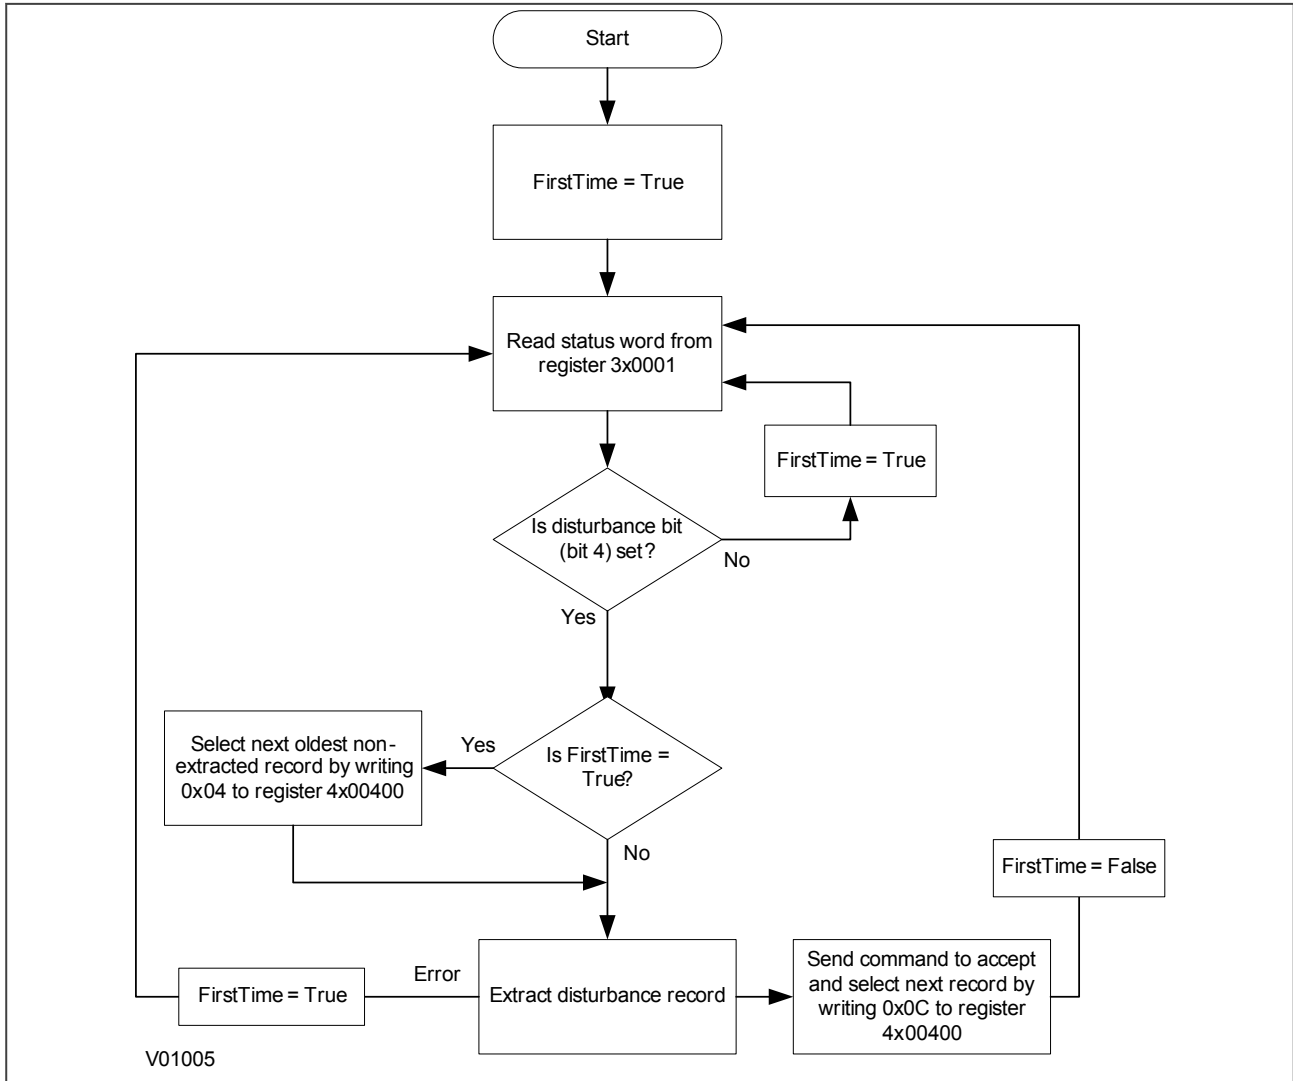 Start
FirstTime = True
Read status word from
register 3x0001
FirstTime = True
Is disturbance bit
(bit 4) set?
No
Yes
Select next oldest non-
extracted record by writing
0x04 to register 4x00400
Yes
Is FirstTime =
True?
No
FirstTime = False
Error
FirstTime = True
Extract disturbance record
Send command to accept
and select next record by
writing 0x0C to register
4x00400
V01005